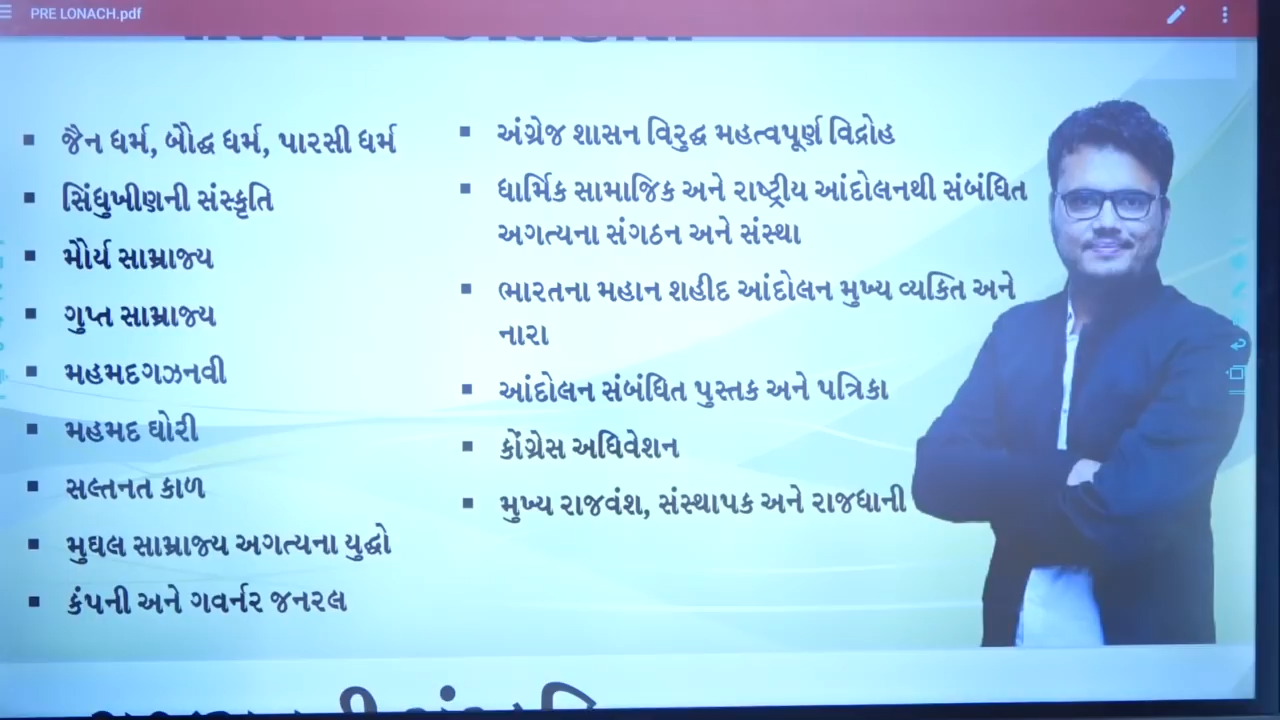 PRE LONACH.pdf
જૈન ધર્મ, બૌદ્ધ ધર્મ, પારસી ધર્મ
સિંધુખીણની સંસ્કૃતિ
મૌર્ય સામ્રાજ્ય
ગુપ્ત સામ્રાજ્ય
મહમદગઝનવી
મહમદ ઘોરી
સલ્તનત કાળ
મુઘલ સામ્રાજ્ય અગત્યના યુદ્ધો
કંપની અને ગવર્નર જનરલ
અંગ્રેજ શાસન વિરુદ્ધ મહત્વપૂર્ણ વિદ્રોહ
ધાર્મિક સામાજિક અને રાષ્ટ્રીય આંદોલનથી સંબંધિત
અગત્યના સંગઠન અને સંસ્થા
ભારતના મહાન શહીદ આંદોલન મુખ્ય વ્યકિત અને
નારા
આંદોલન સંબંધિત પુસ્તક અને પત્રિકા
કોંગ્રેસ અધિવેશન
મુખ્ય રાજવંશ, સંસ્થાપક અને રાજધાની